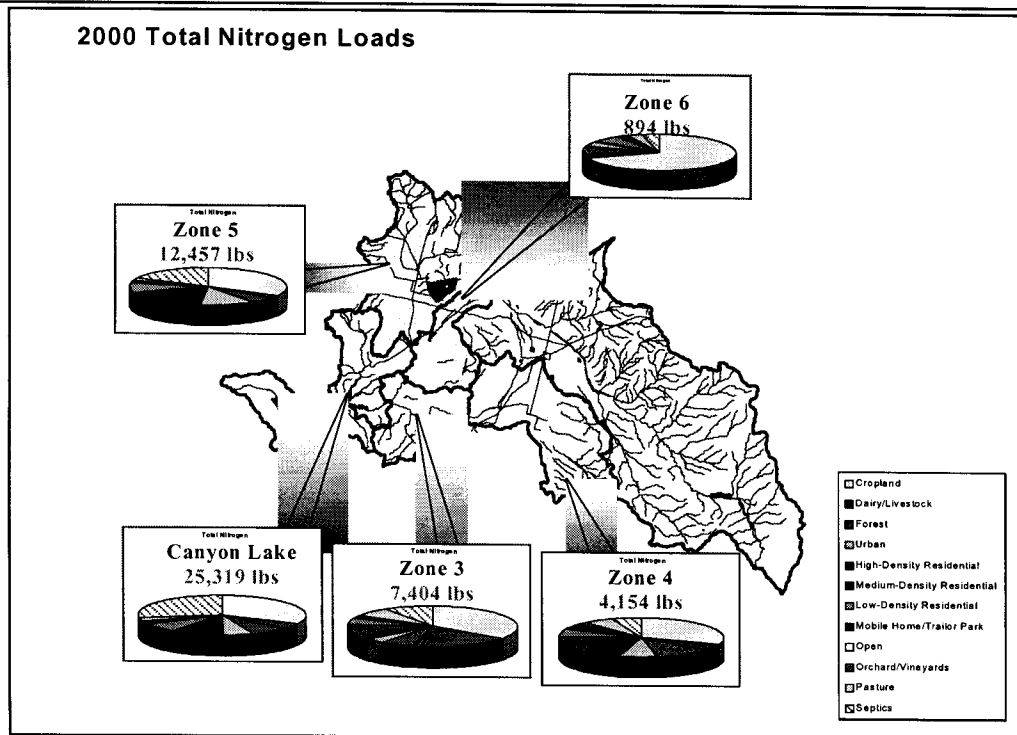 2000 Total Nitrogen Loads
Total Nitrogen
Zone 6
894 lbs
Total Nitrogen
Zone 5
12,457 lbs
Total Nitrogen
Canyon Lake
25,319 lbs
Total Nitrogen
Zone 3
7,404 lbs
Total Nitrogen
Zone 4
4,154 lbs
Cropland
Dairy/Livestock
Forest
Urban
High-Density Residential
Medium-Density Residential
Low-Density Residential
Mobile Home/Trailor Park
Open
Orchard/Vineyards
Pasture
Septics